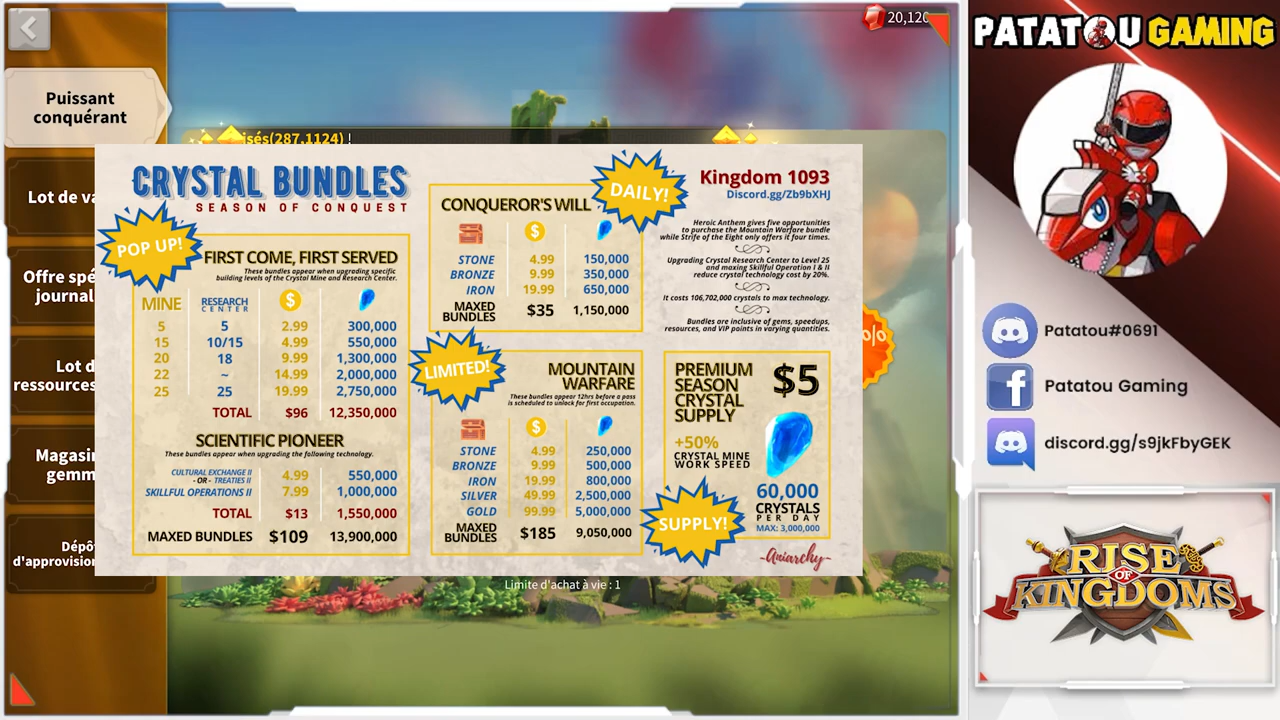 Puissant
conquérant
Lot de va
Offre spé
journal
Lot d
ressources
Magasin
gemm
Dépô
d'approvision
20,120
isés(287,1124) !
CRYSTAL BUNDLES
SEASON OF CONQUEST
POP UP!
FIRST COME, FIRST SERVED
These bundles appear when upgrading specific
building levels of the Crystal Mine and Research Center.
MINE RESEARCH CENTER $
5 5 2.99 300,000
15 10/15 4.99 550,000
20 18 9.99 1,300,000
22 ~ 14.99 2,000,000
25 25 19.99 2,750,000
TOTAL $96 12,350,000
SCIENTIFIC PIONEER
These bundles appear when upgrading the following technology.
CULTURAL EXCHANGE II
- OR - TREATIES II 4.99 550,000
SKILLFUL OPERATIONS II 7.99 1,000,000
TOTAL $13 1,550,000
MAXED BUNDLES $109 13,900,000
DAILY!
CONQUEROR'S WILL
$
STONE 4.99 150,000
BRONZE 9.99 350,000
IRON 19.99 650,000
MAXED
BUNDLES $35 1,150,000
LIMITED!
MOUNTAIN
WARFARE
These bundles appear 12hrs before a pass
is scheduled to unlock for first occupation.
$
STONE 4.99 250,000
BRONZE 9.99 500,000
IRON 19.99 800,000
SILVER 49.99 2,500,000
GOLD 99.99 5,000,000
MAXED
BUNDLES $185 9,050,000
Kingdom 1093
Discord.gg/Zb9bXHJ
Heroic Anthem gives five opportunities
to purchase the Mountain Warfare bundle
while Strife of the Eight only offers it four times.
Upgrading Crystal Research Center to Level 25
and maxing Skillful Operation I & II
reduce crystal technology cost by 20%.
It costs 106,702,000 crystals to max technology.
Bundles are inclusive of gems, speedups,
resources, and VIP points in varying quantities.
PREMIUM
SEASON
CRYSTAL
SUPPLY
$5
+50%
CRYSTAL MINE
WORK SPEED
60,000
CRYSTALS
PER DAY
MAX: 3,000,000
SUPPLY!
~Aniarchy~
%
Limite d'achat à vie : 1
PATATOU GAMING
Patatou#0691
Patatou Gaming
discord.gg/s9jkFbyGEK
RISE
OF
KINGDOMS